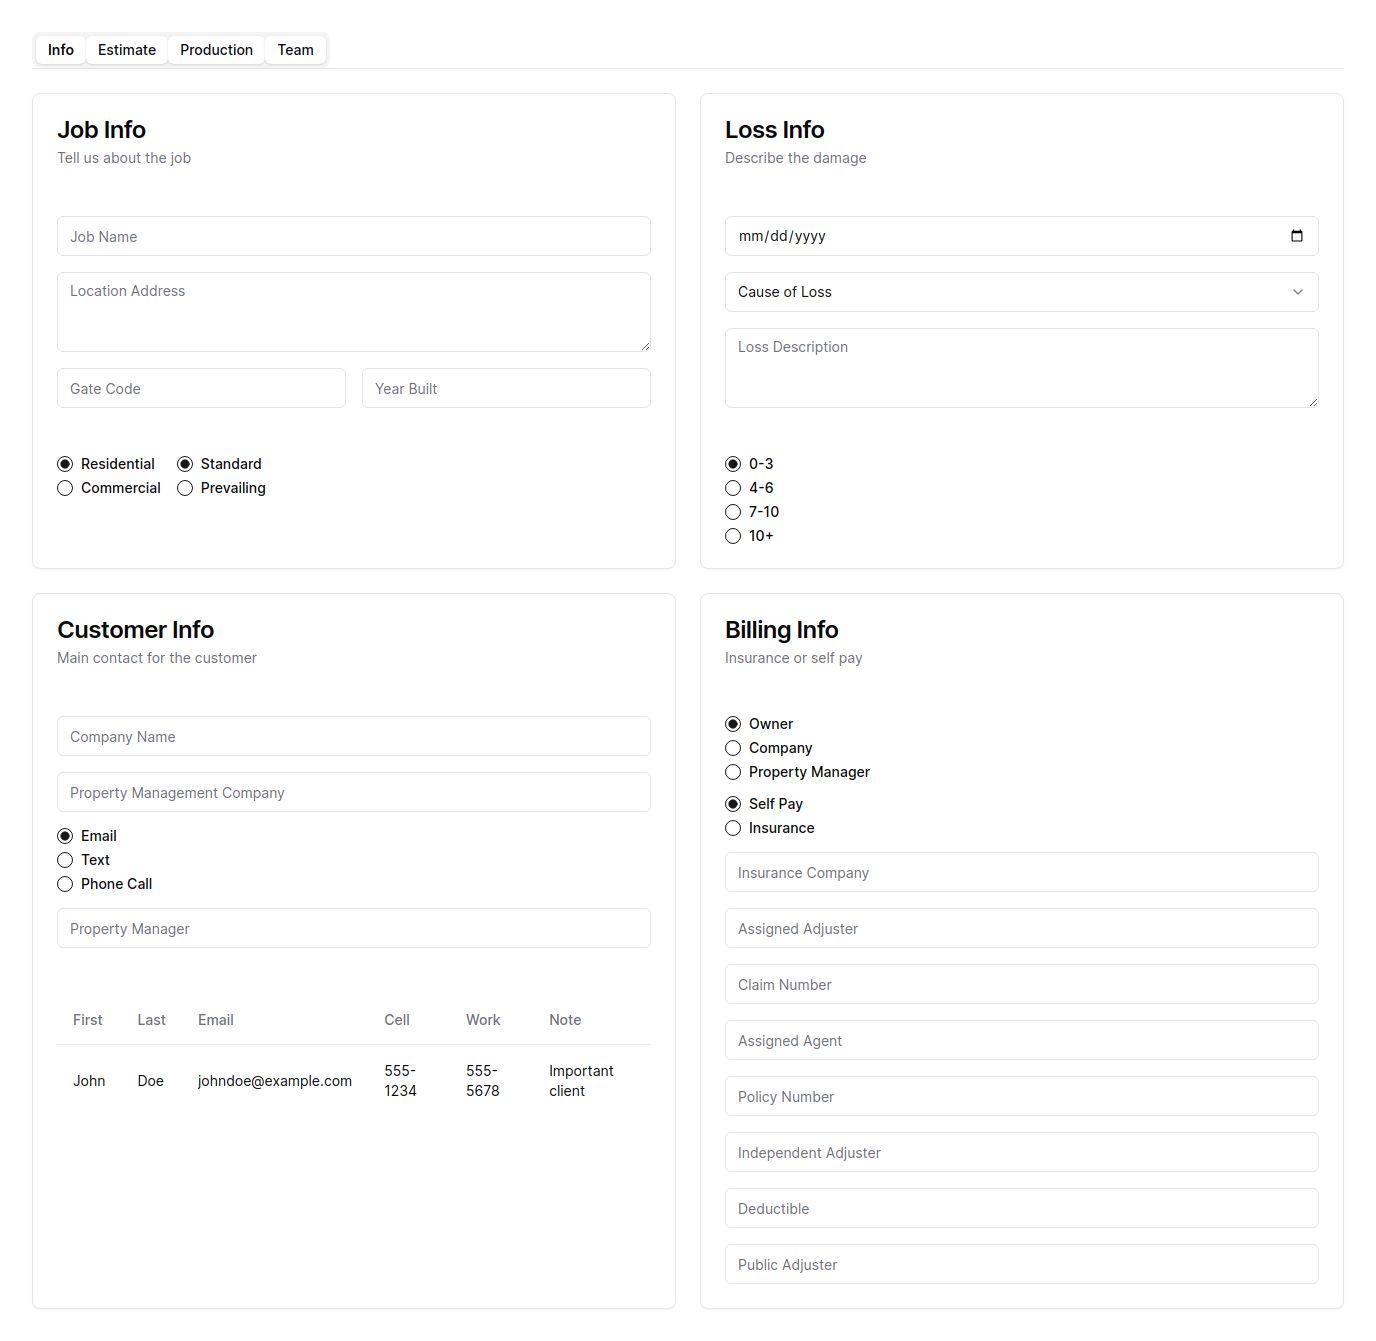 Info Estimate Production Team
Job Info
Tell us about the job
Job Name
Location Address
Gate Code Year Built
Residential Standard
Commercial Prevailing
Loss Info
Describe the damage
mm/dd/yyyy
Cause of Loss
Loss Description
0-3
4-6
7-10
10+
Customer Info
Main contact for the customer
Company Name
Property Management Company
Email
Text
Phone Call
Property Manager
First Last Email Cell Work Note
John Doe johndoe@example.com 555-1234 555-5678 Important client
Billing Info
Insurance or self pay
Owner
Company
Property Manager
Self Pay
Insurance
Insurance Company
Assigned Adjuster
Claim Number
Assigned Agent
Policy Number
Independent Adjuster
Deductible
Public Adjuster